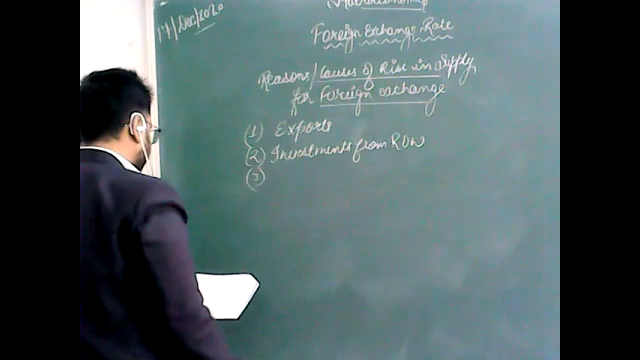 17/Dec/2020
Foreign Exchange Rate
Reasons/Causes of Rise in Supply
for Foreign exchange
(1) Exports
(2) Investments from ROW
(3)